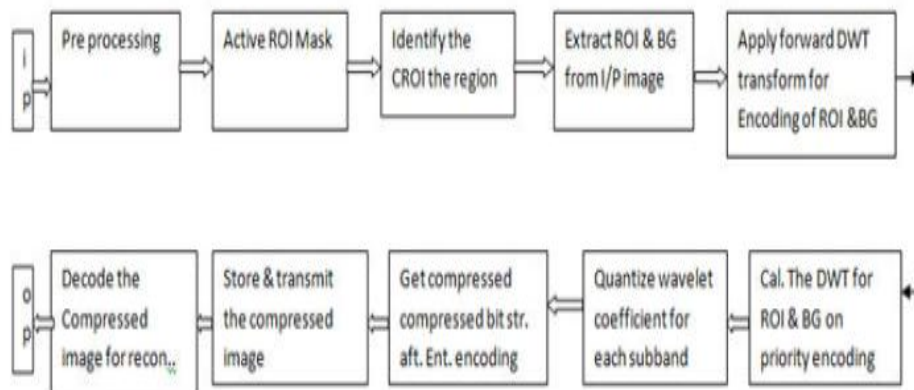 i
p
Pre processing
Active ROI Mask
Identify the
CROI the region
Extract ROI & BG
from I/P image
Apply forward DWT
transform for
Encoding of ROI &BG
o
p
Decode the
Compressed
image for recon..
Store & transmit
the compressed
image
Get compressed
compressed bit str.
aft. Ent. encoding
Quantize wavelet
coefficient for
each subband
Cal. The DWT for
ROI & BG on
priority encoding